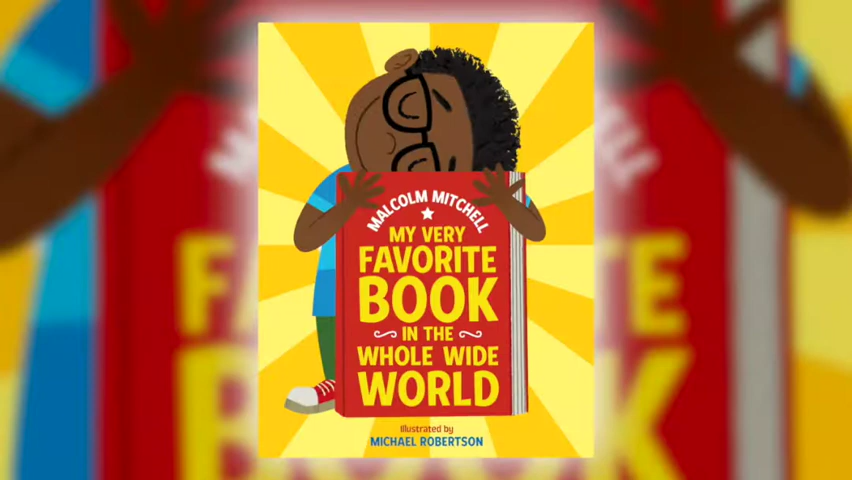 MALCOLM MITCHELL
MY VERY
FAVORITE
BOOK
IN THE
WHOLE WIDE
WORLD
Illustrated by
MICHAEL ROBERTSON